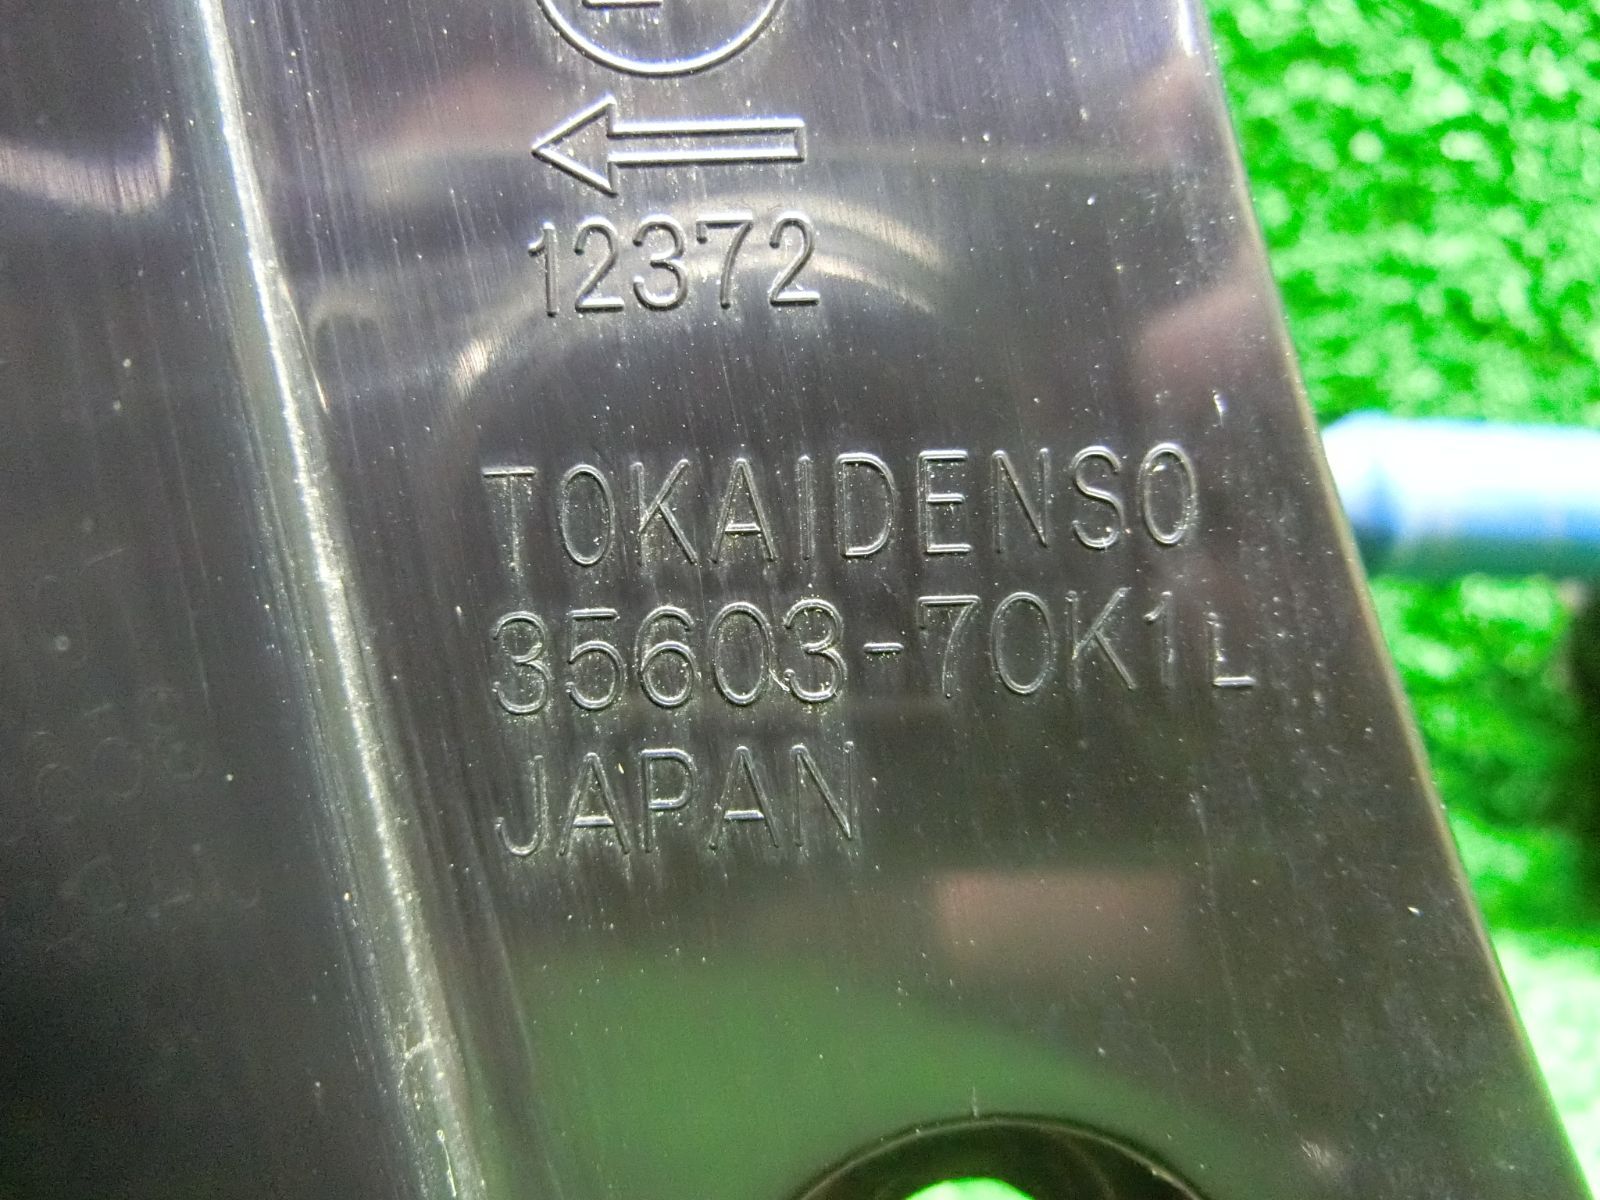 12372
TOKAIDENSO
35603-70K1L
JAPAN